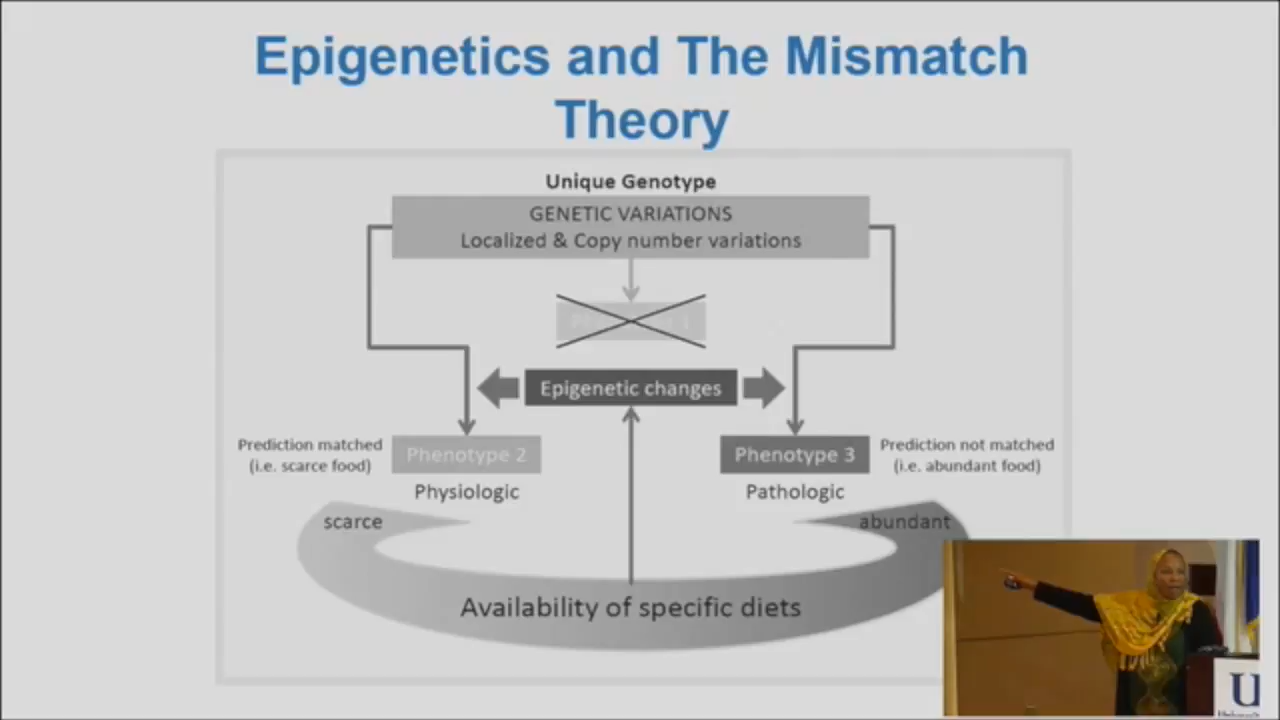 Epigenetics and The Mismatch
Theory
Unique Genotype
GENETIC VARIATIONS
Localized & Copy number variations
Epigenetic changes
Prediction matched
(i.e. scarce food)
Phenotype 2
Physiologic
Phenotype 3
Pathologic
Prediction not matched
(i.e. abundant food)
scarce
abundant
Availability of specific diets
U